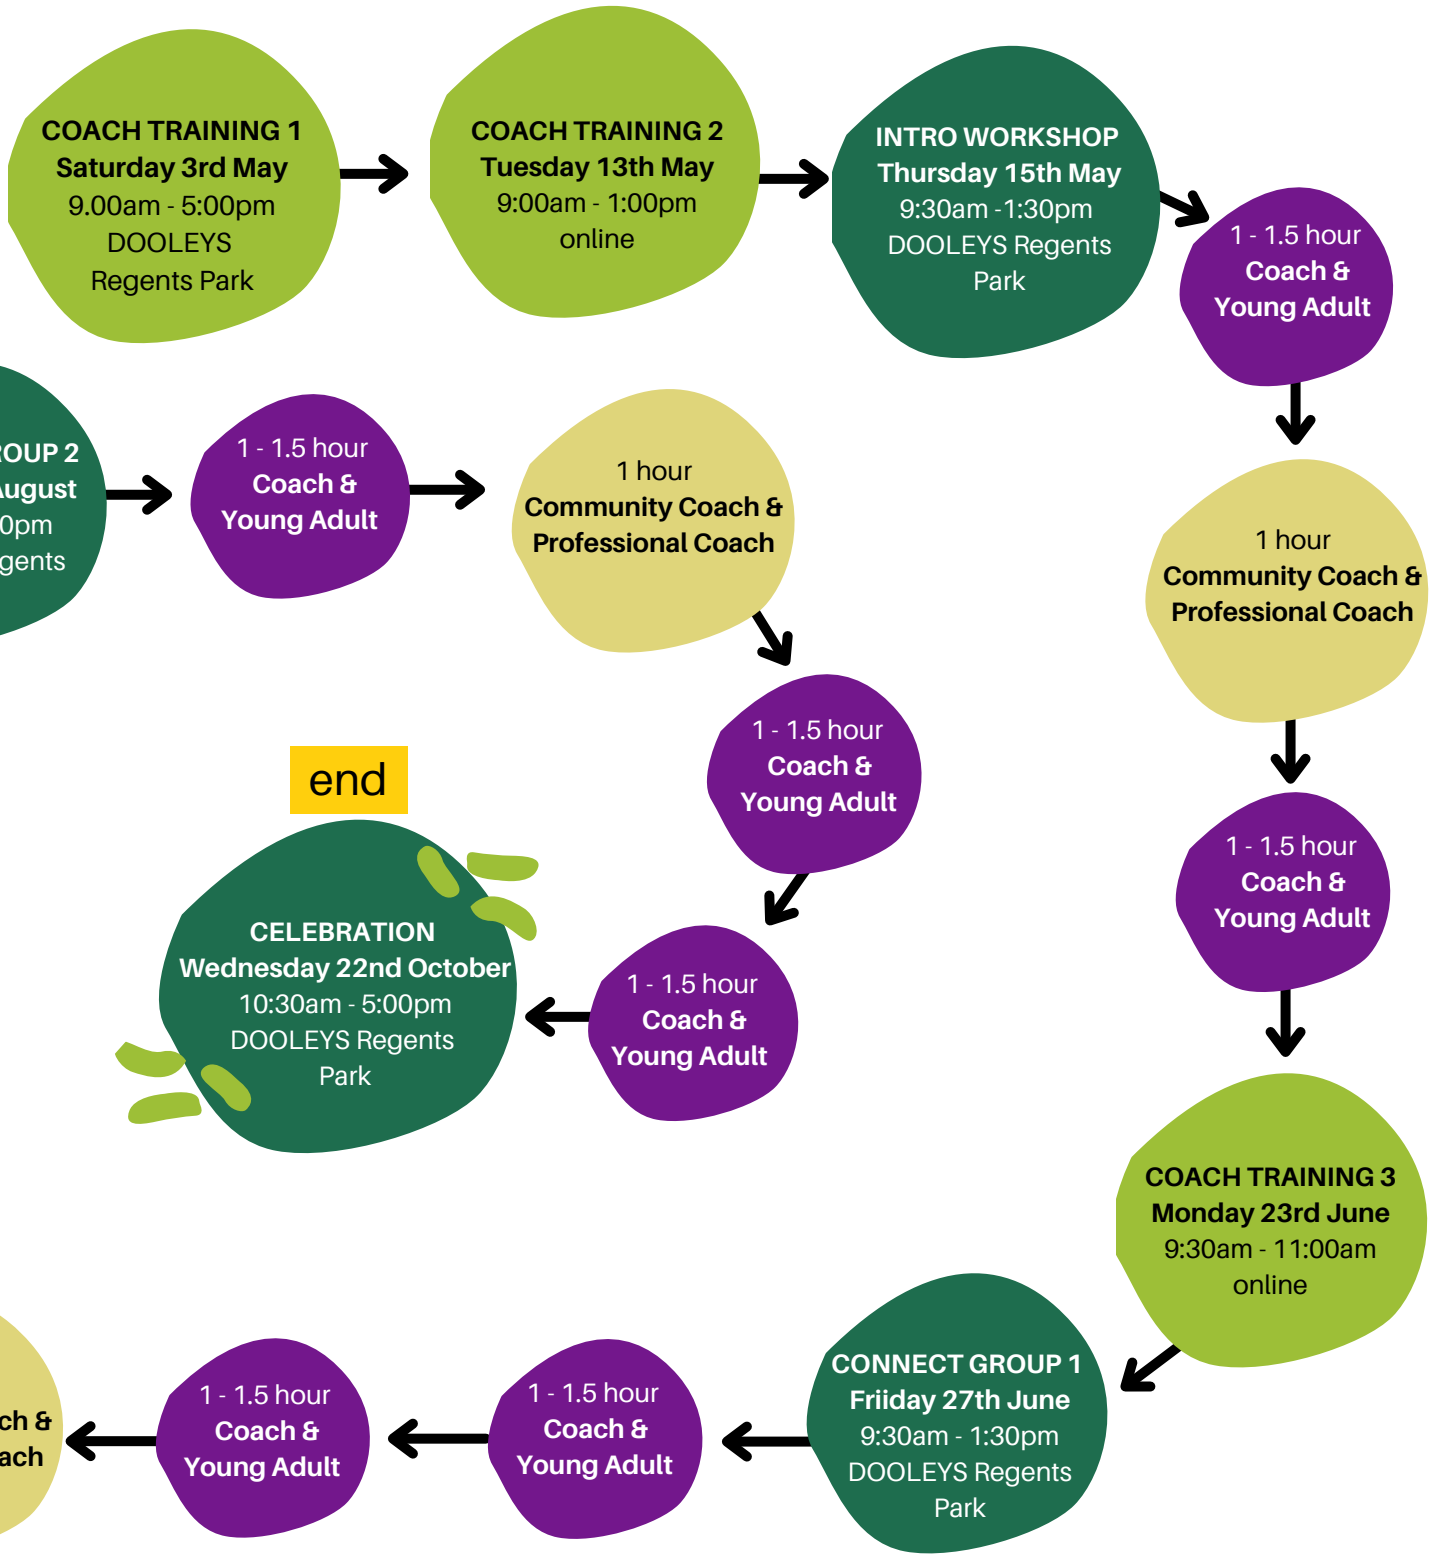 COACH TRAINING 1
Saturday 3rd May
9.00am - 5:00pm
DOOLEYS
Regents Park
COACH TRAINING 2
Tuesday 13th May
9:00am - 1:00pm
online
INTRO WORKSHOP
Thursday 15th May
9:30am -1:30pm
DOOLEYS Regents
Park
1 - 1.5 hour
Coach &
Young Adult
1 hour
Community Coach &
Professional Coach
1 - 1.5 hour
Coach &
Young Adult
COACH TRAINING 3
Monday 23rd June
9:30am - 11:00am
online
CONNECT GROUP 1
Friiday 27th June
9:30am - 1:30pm
DOOLEYS Regents
Park
1 - 1.5 hour
Coach &
Young Adult
1 - 1.5 hour
Coach &
Young Adult
&
2
August
1 - 1.5 hour
Coach &
Young Adult
1 hour
Community Coach &
Professional Coach
1 - 1.5 hour
Coach &
Young Adult
1 - 1.5 hour
Coach &
Young Adult
end
CELEBRATION
Wednesday 22nd October
10:30am - 5:00pm
DOOLEYS Regents
Park